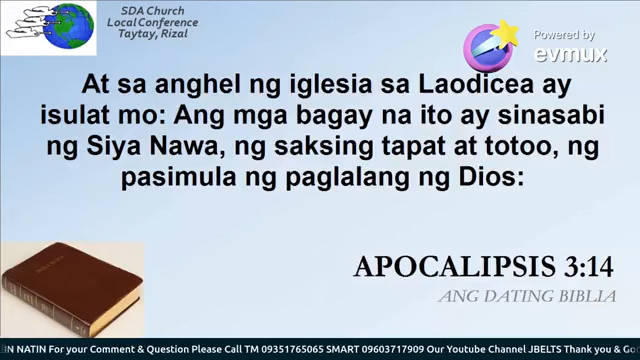 SDA Church
Local Conference
Taytay, Rizal
Powered by
evmux
At sa anghel ng iglesia sa Laodicea ay
isulat mo: Ang mga bagay na ito ay sinasabi
ng Siya Nawa, ng saksing tapat at totoo, ng
pasimula ng paglalang ng Dios:
APOCALIPSIS 3:14
ANG DATING BIBLIA
NATIN For your Comment & Question Please Call TM 09351765065 SMART 09603717909 Our Youtube Channel JBELTS Thank you &